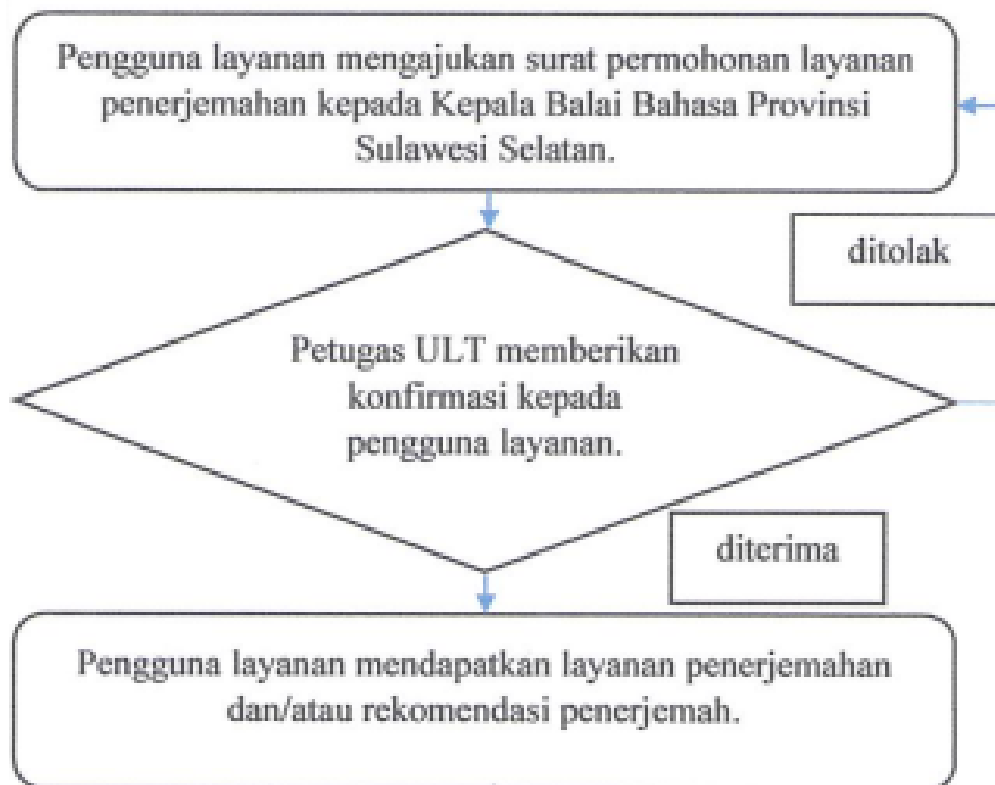 Pengguna layanan mengajukan surat permohonan layanan
penerjemahan kepada Kepala Balai Bahasa Provinsi
Sulawesi Selatan.
ditolak
Petugas ULT memberikan
konfirmasi kepada
pengguna layanan.
diterima
Pengguna layanan mendapatkan layanan penerjemahan
dan/atau rekomendasi penerjemah.